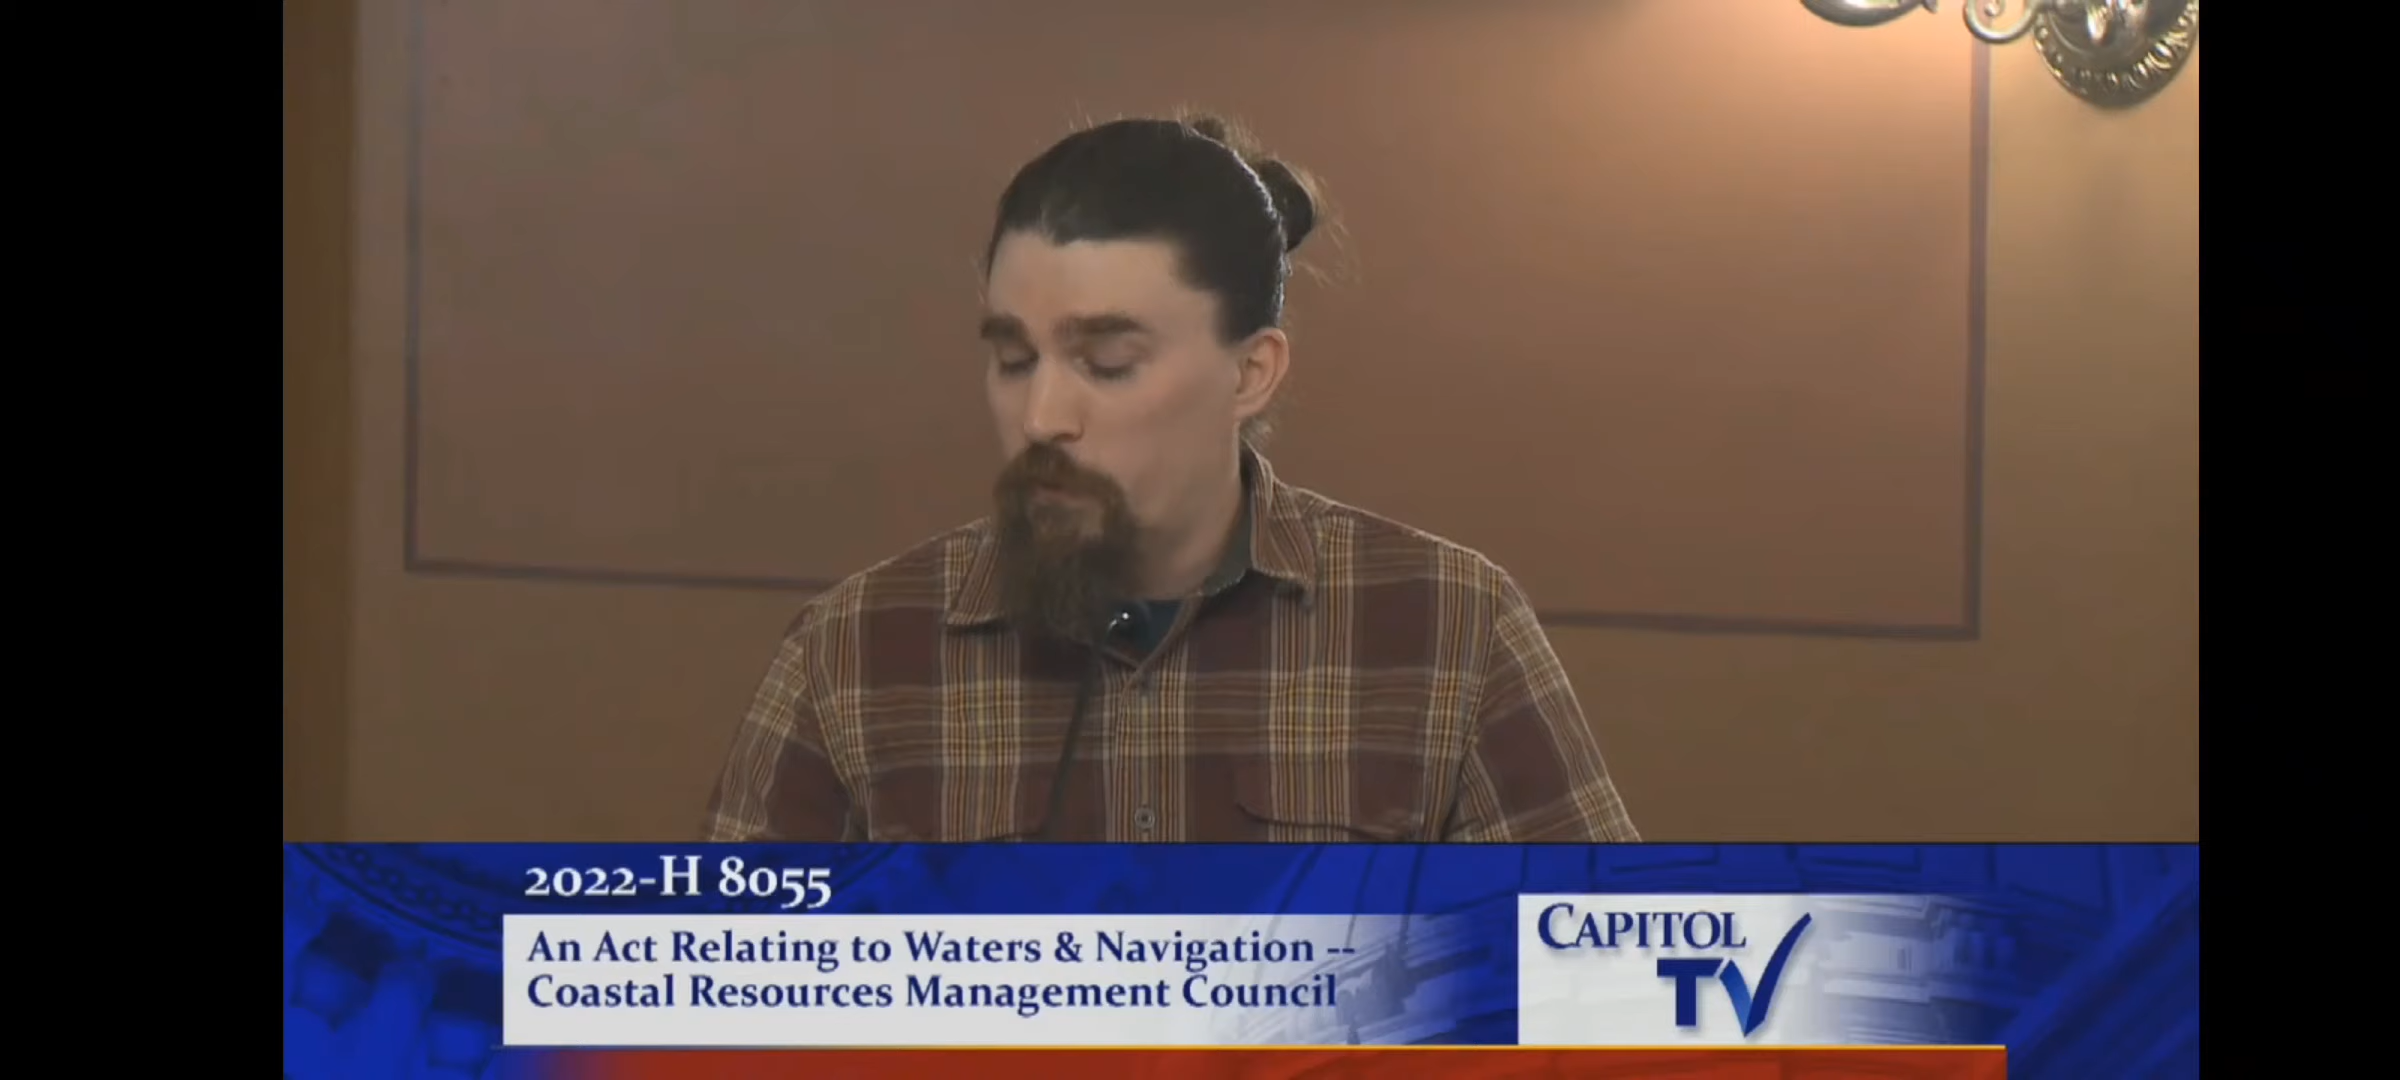 2022-H 8055
An Act Relating to Waters & Navigation --
Coastal Resources Management Council
CAPITOL
TV